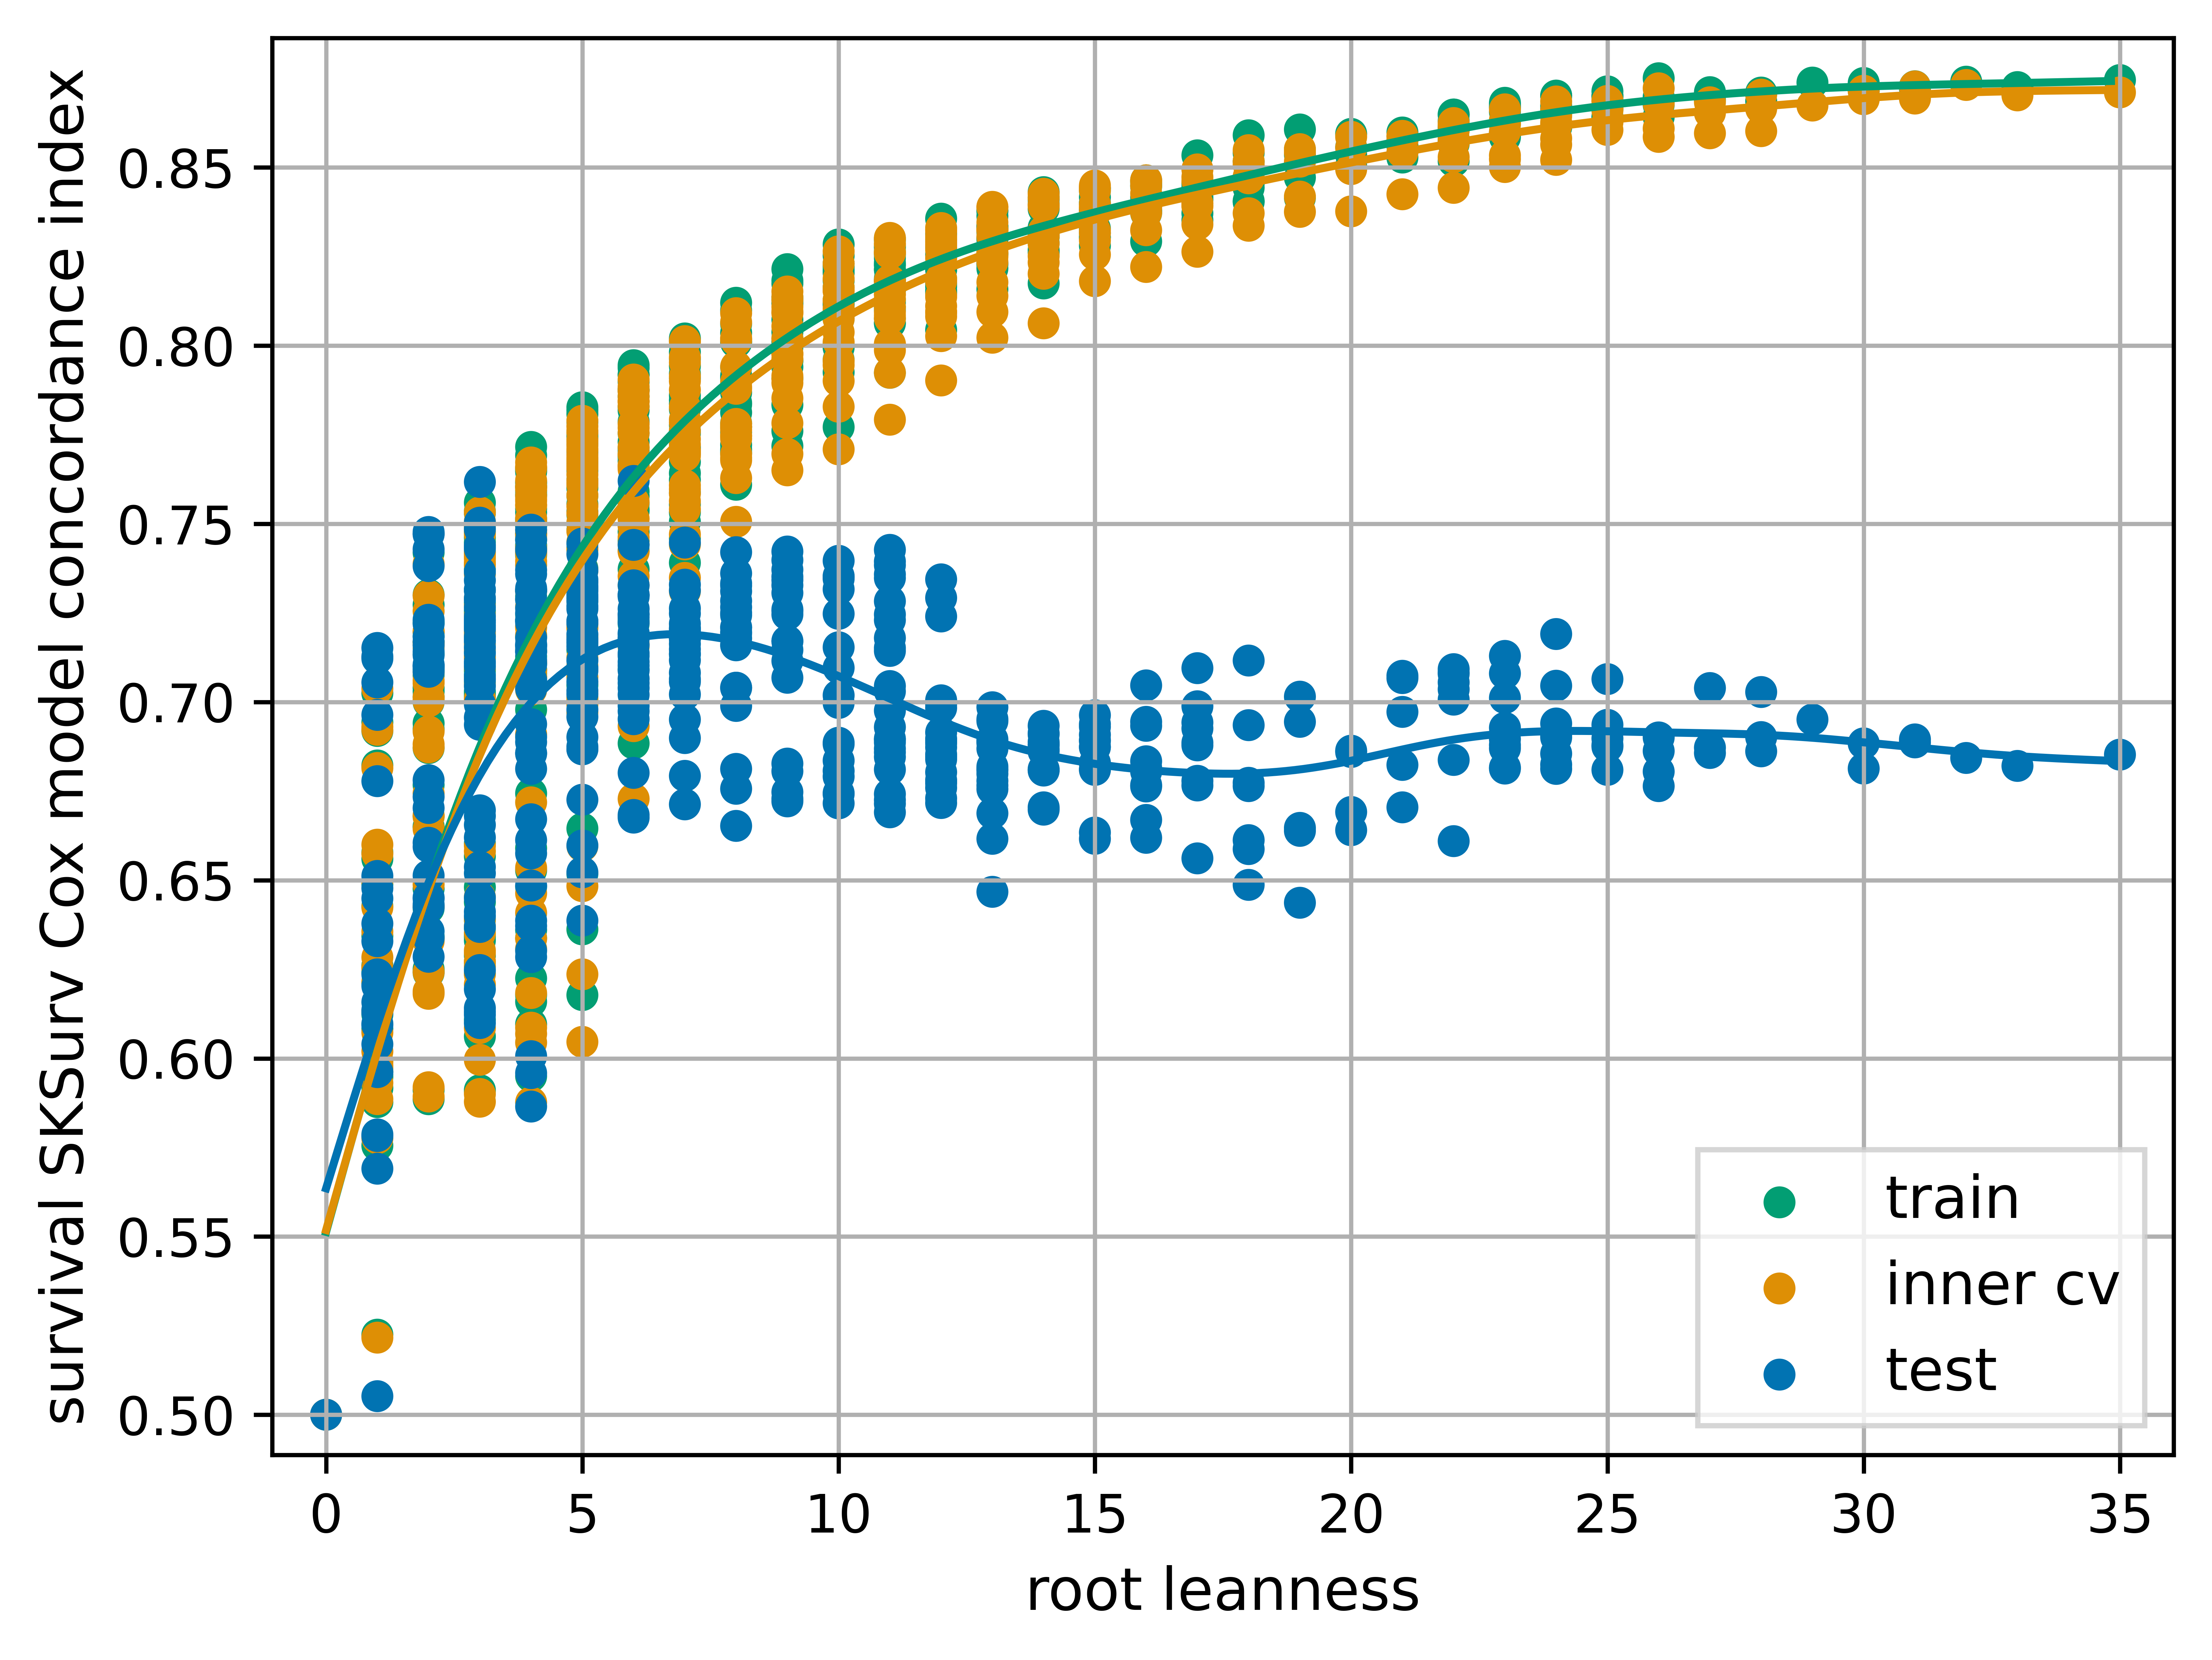 survival SKSurv Cox model concordance index
0.85
0.80
0.75
0.70
0.65
0.60
0.55
0.50
train
inner cv
test
0 5 10 15 20 25 30 35
root leanness